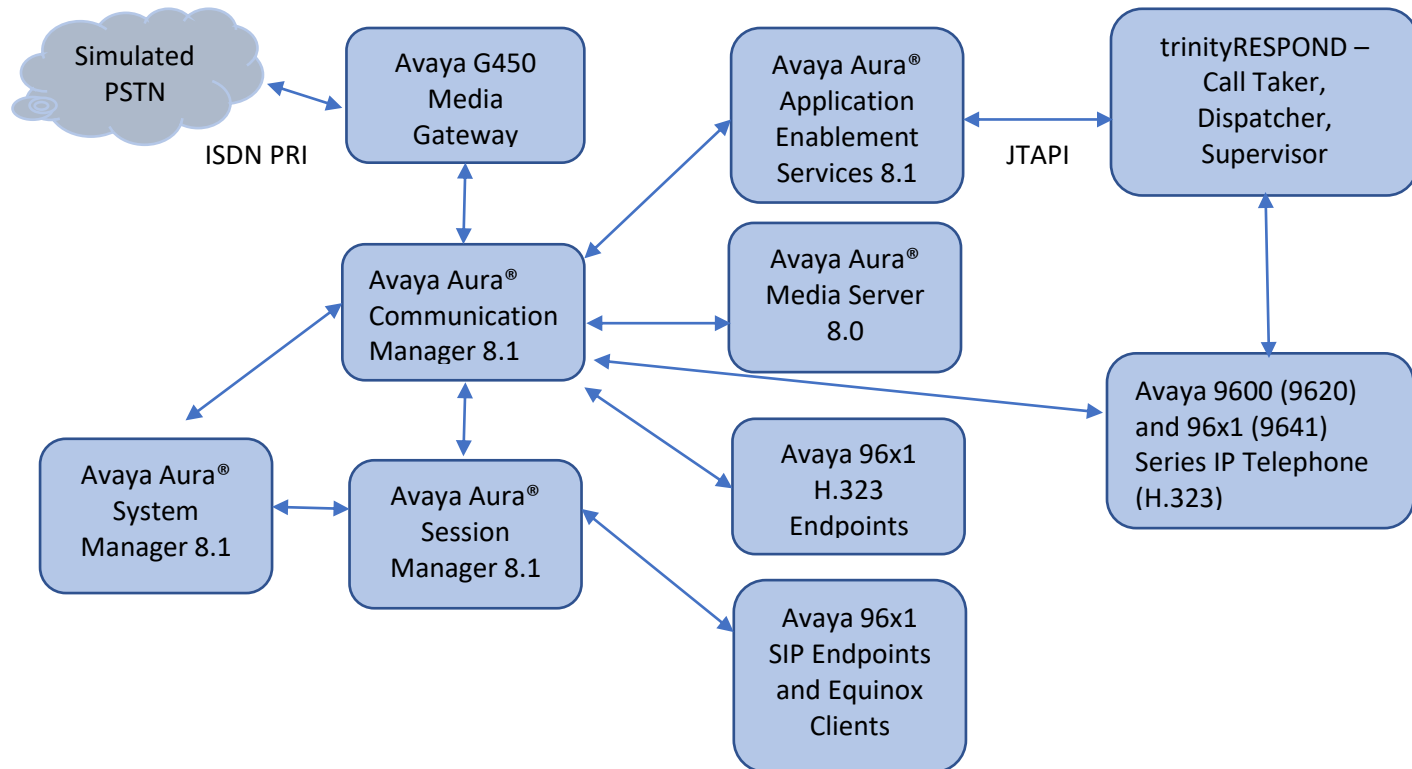 Simulated
PSTN
ISDN PRI
Avaya G450
Media
Gateway
Avaya Aura®
Application
Enablement
Services 8.1
JTAPI
trinityRESPOND –
Call Taker,
Dispatcher,
Supervisor
Avaya Aura®
Communication
Manager 8.1
Avaya Aura®
Media Server
8.0
Avaya 9600 (9620)
and 96x1 (9641)
Series IP Telephone
(H.323)
Avaya Aura®
System
Manager 8.1
Avaya Aura®
Session
Manager 8.1
Avaya 96x1
H.323
Endpoints
Avaya 96x1
SIP Endpoints
and Equinox
Clients